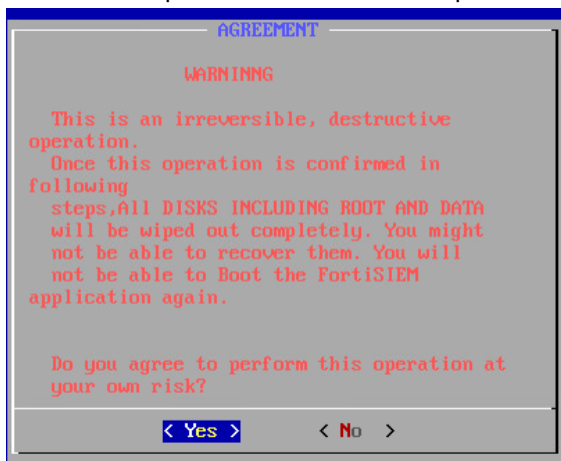 AGREEMENT
WARNINNG
This is an irreversible, destructive
operation.
Once this operation is confirmed in
following
steps,All DISKS INCLUDING ROOT AND DATA
will be wiped out completely. You might
not be able to recover them. You will
not be able to Boot the FortiSIEM
application again.
Do you agree to perform this operation at
your own risk?
< Yes > < No >